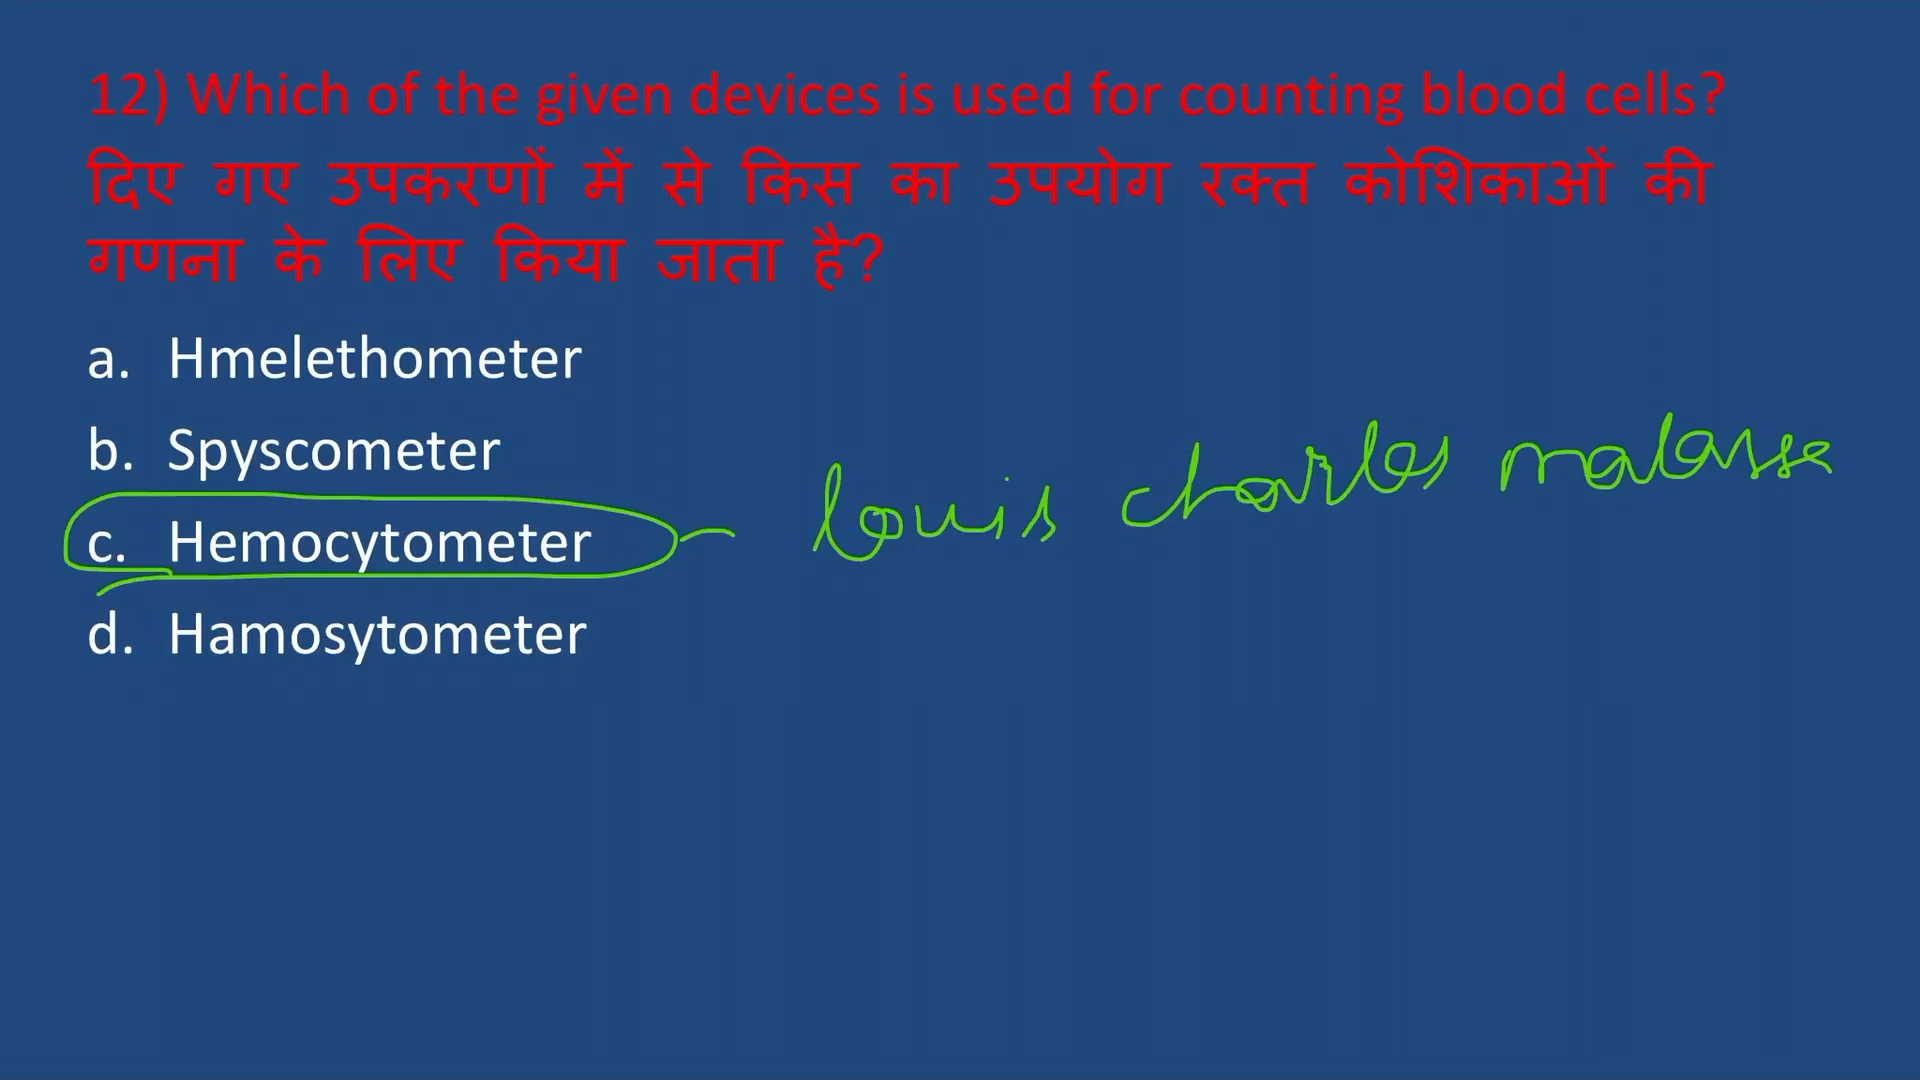 12) Which of the given devices is used for counting blood cells?
दिए गए उपकरणों में से किस का उपयोग रक्त कोशिकाओं की
गणना के लिए किया जाता है?
a. Hmelethometer
b. Spyscometer
c. Hemocytometer - louis charles malasse
d. Hamosytometer